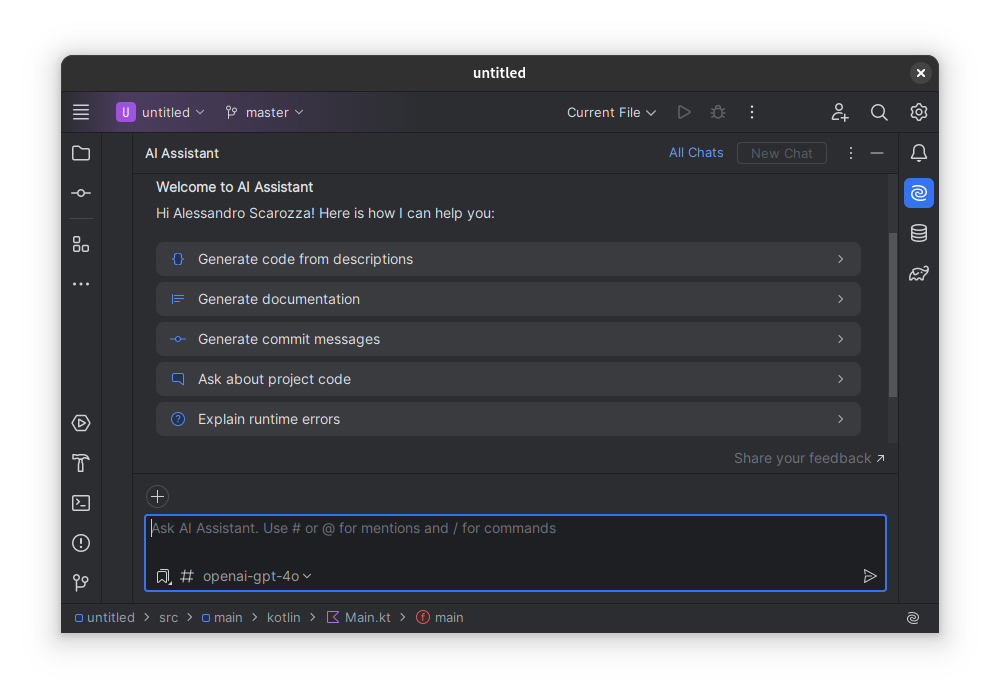 untitled
U untitled master Current File
AI Assistant All Chats New Chat
Welcome to AI Assistant
Hi Alessandro Scarozza! Here is how I can help you:
Generate code from descriptions
Generate documentation
Generate commit messages
Ask about project code
Explain runtime errors
Share your feedback
Ask AI Assistant. Use # or @ for mentions and / for commands
# openai-gpt-4o
untitled > src > main > kotlin > Main.kt > f main